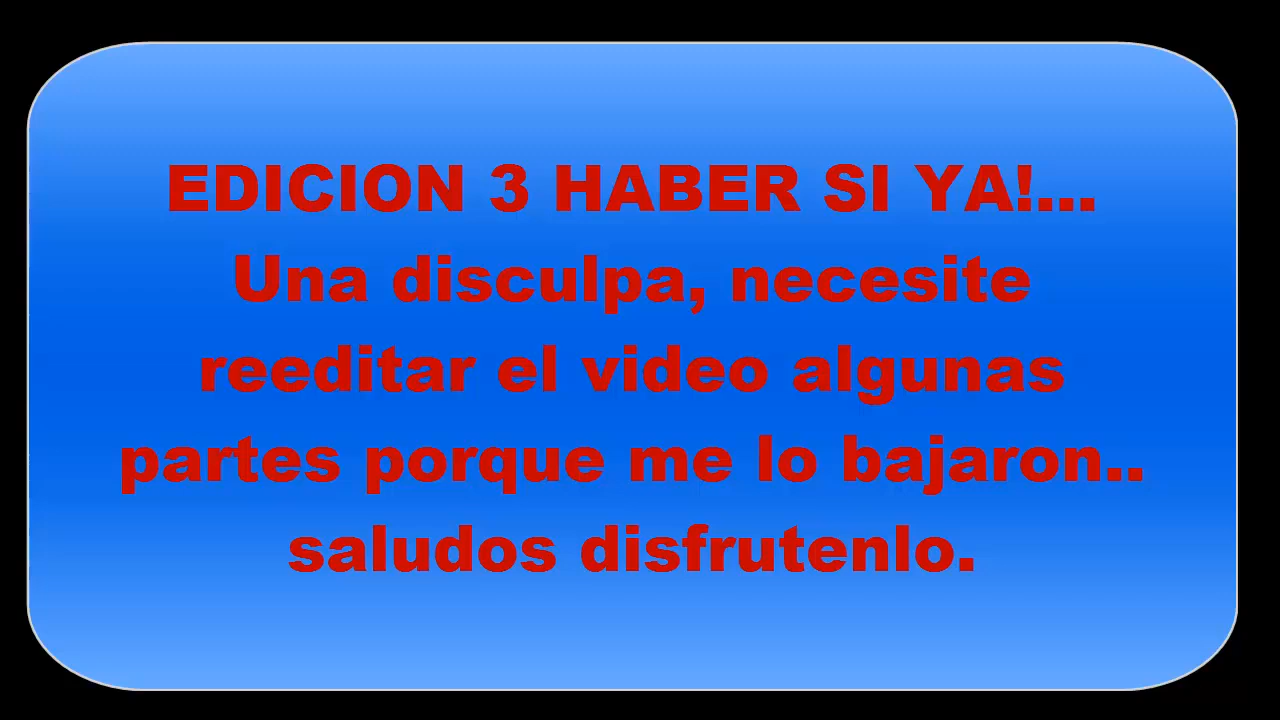 EDICION 3 HABER SI YA!...
Una disculpa, necesite
reeditar el video algunas
partes porque me lo bajaron..
saludos disfrutenlo.